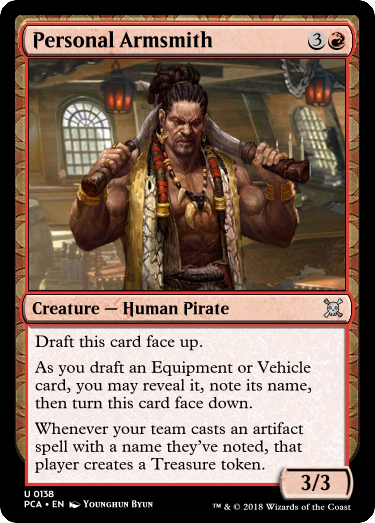 Personal Armsmith 3
Creature — Human Pirate
Draft this card face up.
As you draft an Equipment or Vehicle
card, you may reveal it, note its name,
then turn this card face down.
Whenever your team casts an artifact
spell with a name they've noted, that
player creates a Treasure token.
3/3
U 0138
PCA • EN Younghun Byun
™ & © 2018 Wizards of the Coast